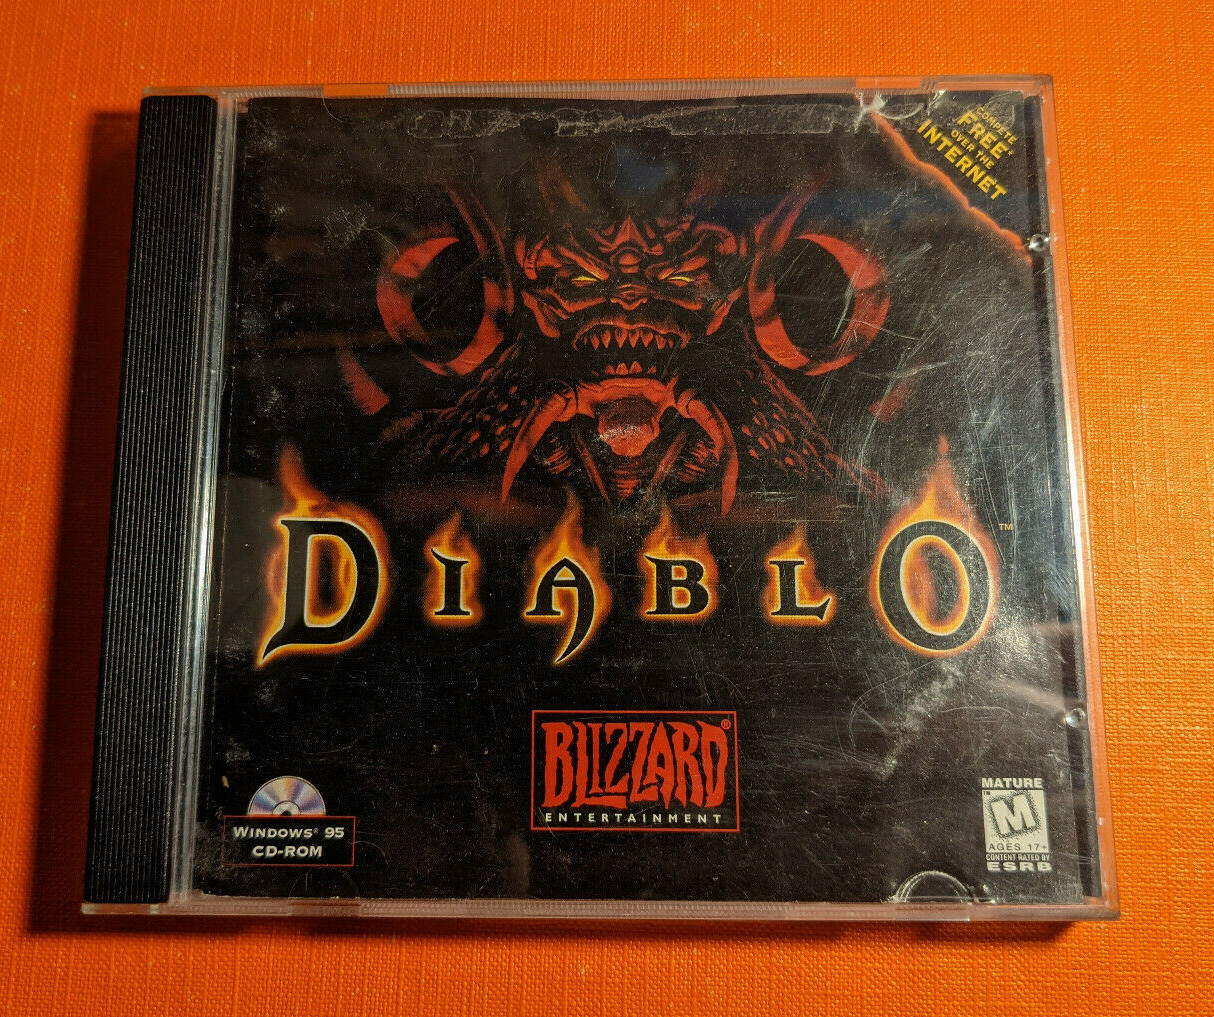 COMPETE
FREE*
OVER THE
INTERNET
DIABLO™
BLIZZARD®
ENTERTAINMENT
WINDOWS® 95
CD-ROM
MATURE
™
M
AGES 17+
CONTENT RATED BY
ESRB